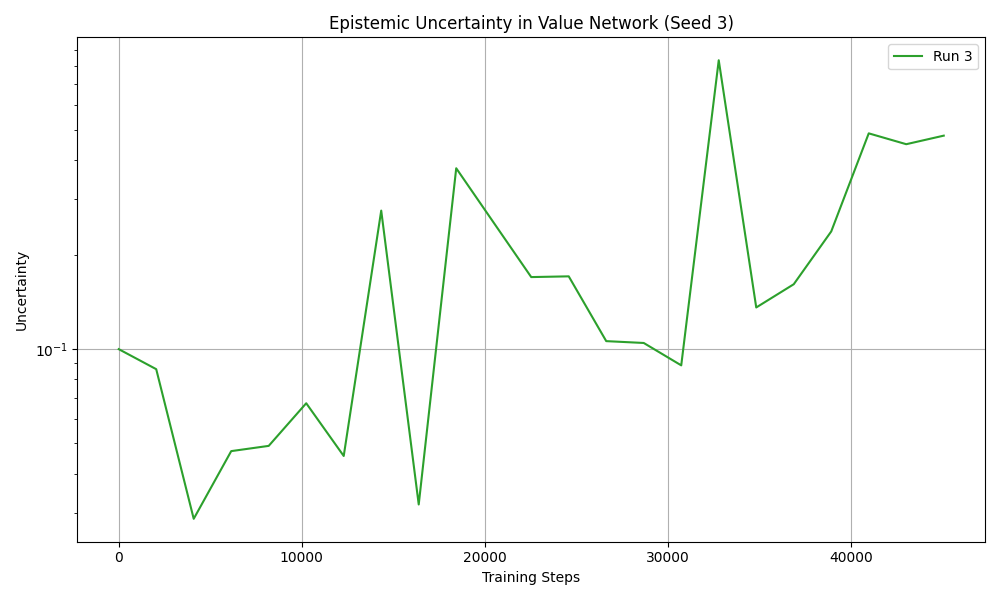 Epistemic Uncertainty in Value Network (Seed 3)
Run 3
Uncertainty
10⁻¹
0 10000 20000 30000 40000
Training Steps